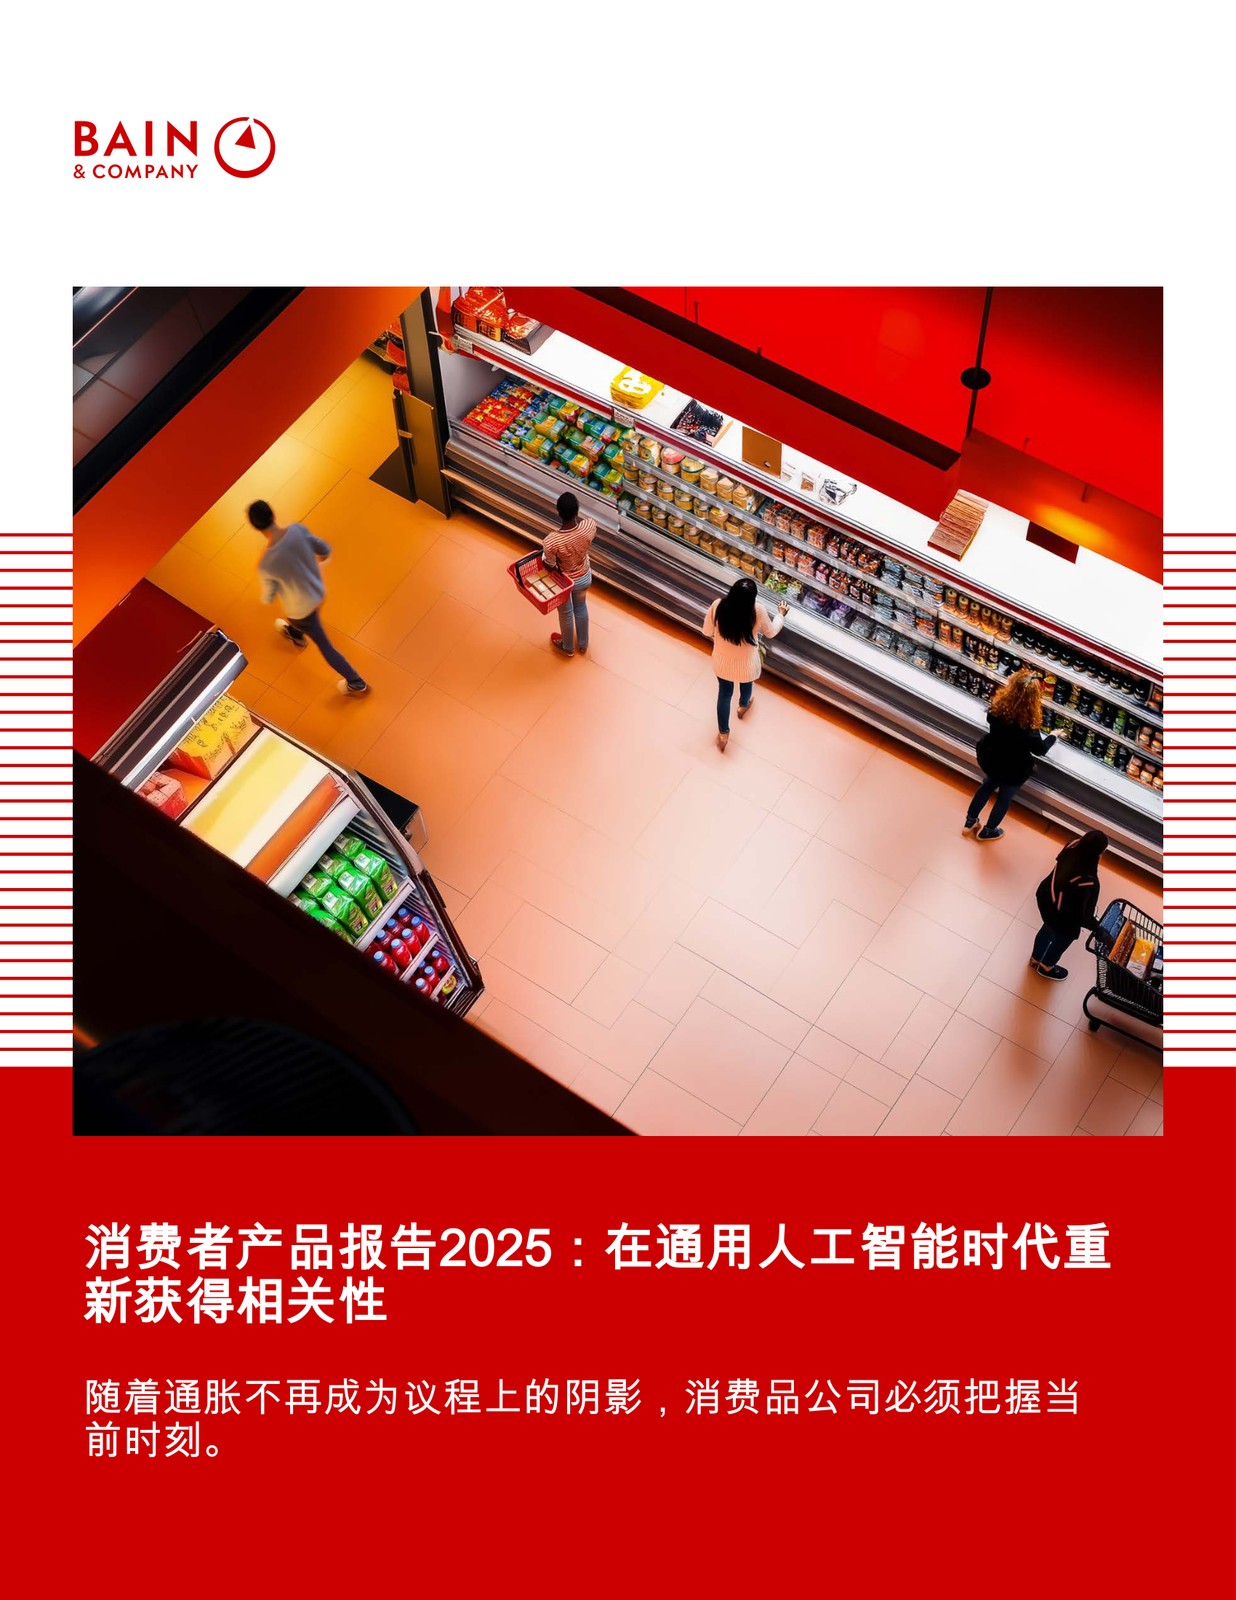 BAIN
& COMPANY
消费者产品报告2025：在通用人工智能时代重
新获得相关性
随着通胀不再成为议程上的阴影，消费品公司必须把握当
前时刻。